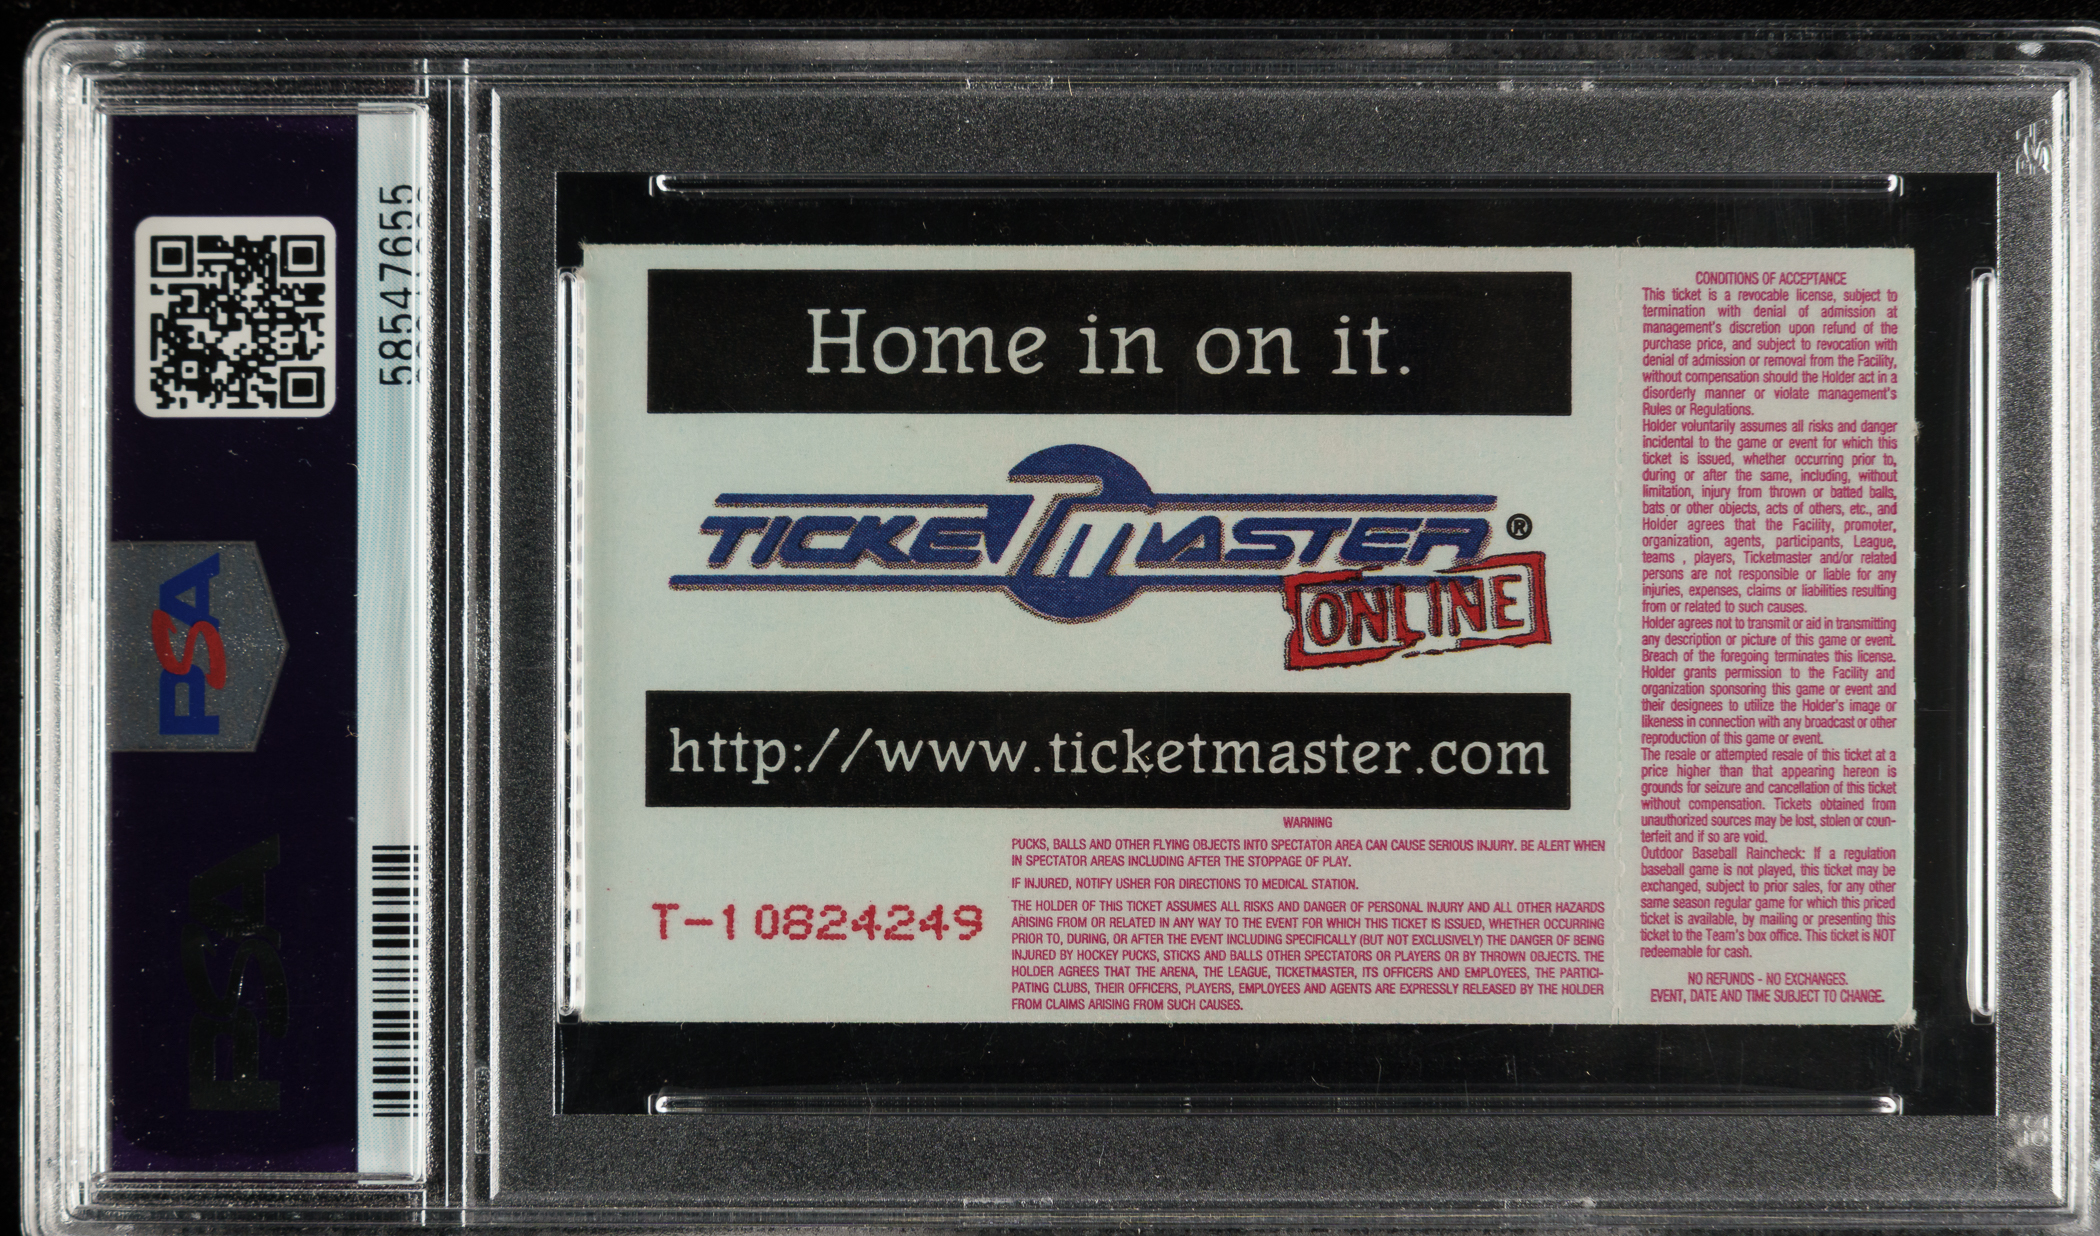 58547655
PSA
PSA
Home in on it.
TICKETMASTER®
ONLINE
http://www.ticketmaster.com
WARNING
PUCKS, BALLS AND OTHER FLYING OBJECTS INTO SPECTATOR AREA CAN CAUSE SERIOUS INJURY. BE ALERT WHEN
IN SPECTATOR AREAS INCLUDING AFTER THE STOPPAGE OF PLAY.
IF INJURED, NOTIFY USHER FOR DIRECTIONS TO MEDICAL STATION.
THE HOLDER OF THIS TICKET ASSUMES ALL RISKS AND DANGER OF PERSONAL INJURY AND ALL OTHER HAZARDS
ARISING FROM OR RELATED IN ANY WAY TO THE EVENT FOR WHICH THIS TICKET IS ISSUED, WHETHER OCCURRING
PRIOR TO, DURING, OR AFTER THE EVENT INCLUDING SPECIFICALLY (BUT NOT EXCLUSIVELY) THE DANGER OF BEING
INJURED BY HOCKEY PUCKS, STICKS AND BALLS OTHER SPECTATORS OR PLAYERS OR BY THROWN OBJECTS. THE
HOLDER AGREES THAT THE ARENA, THE LEAGUE, TICKETMASTER, ITS OFFICERS AND EMPLOYEES, THE PARTICI-
PATING CLUBS, THEIR OFFICERS, PLAYERS, EMPLOYEES AND AGENTS ARE EXPRESSLY RELEASED BY THE HOLDER
FROM CLAIMS ARISING FROM SUCH CAUSES.
T-1 0824249
CONDITIONS OF ACCEPTANCE
This ticket is a revocable license, subject to
termination with denial of admission at
management's discretion upon refund of the
purchase price, and subject to revocation with
denial of admission or removal from the Facility,
without compensation should the Holder act in a
disorderly manner or violate management's
Rules or Regulations.
Holder voluntarily assumes all risks and danger
incidental to the game or event for which this
ticket is issued, whether occurring prior to,
during or after the same, including, without
limitation, injury from thrown or batted balls,
bats or other objects, acts of others, etc., and
Holder agrees that the Facility, promoter,
organization, agents, participants, League,
teams , players, Ticketmaster and/or related
persons are not responsible or liable for any
injuries, expenses, claims or liabilities resulting
from or related to such causes.
Holder agrees not to transmit or aid in transmitting
any description or picture of this game or event.
Breach of the foregoing terminates this license.
Holder grants permission to the Facility and
organization sponsoring this game or event and
their designees to utilize the Holder's image or
likeness in connection with any broadcast or other
reproduction of this game or event.
The resale or attempted resale of this ticket at a
price higher than that appearing hereon is
grounds for seizure and cancellation of this ticket
without compensation. Tickets obtained from
unauthorized sources may be lost, stolen or coun-
terfeit and if so are void.
Outdoor Baseball Raincheck: If a regulation
baseball game is not played, this ticket may be
exchanged, subject to prior sales, for any other
same season regular game for which this priced
ticket is available, by mailing or presenting this
ticket to the Team's box office. This ticket is NOT
redeemable for cash.
NO REFUNDS - NO EXCHANGES.
EVENT, DATE AND TIME SUBJECT TO CHANGE.